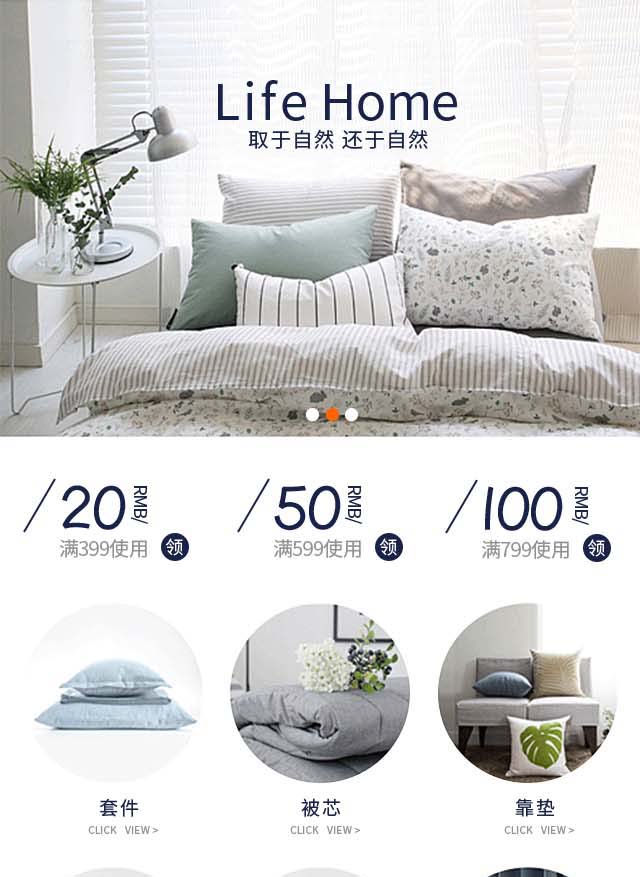 Life Home
取于自然 还于自然
/20 RMB/ /50 RMB/ /100 RMB/
满399使用 领 满599使用 领 满799使用 领
套件 被芯 靠垫
CLICK VIEW > CLICK VIEW > CLICK VIEW >